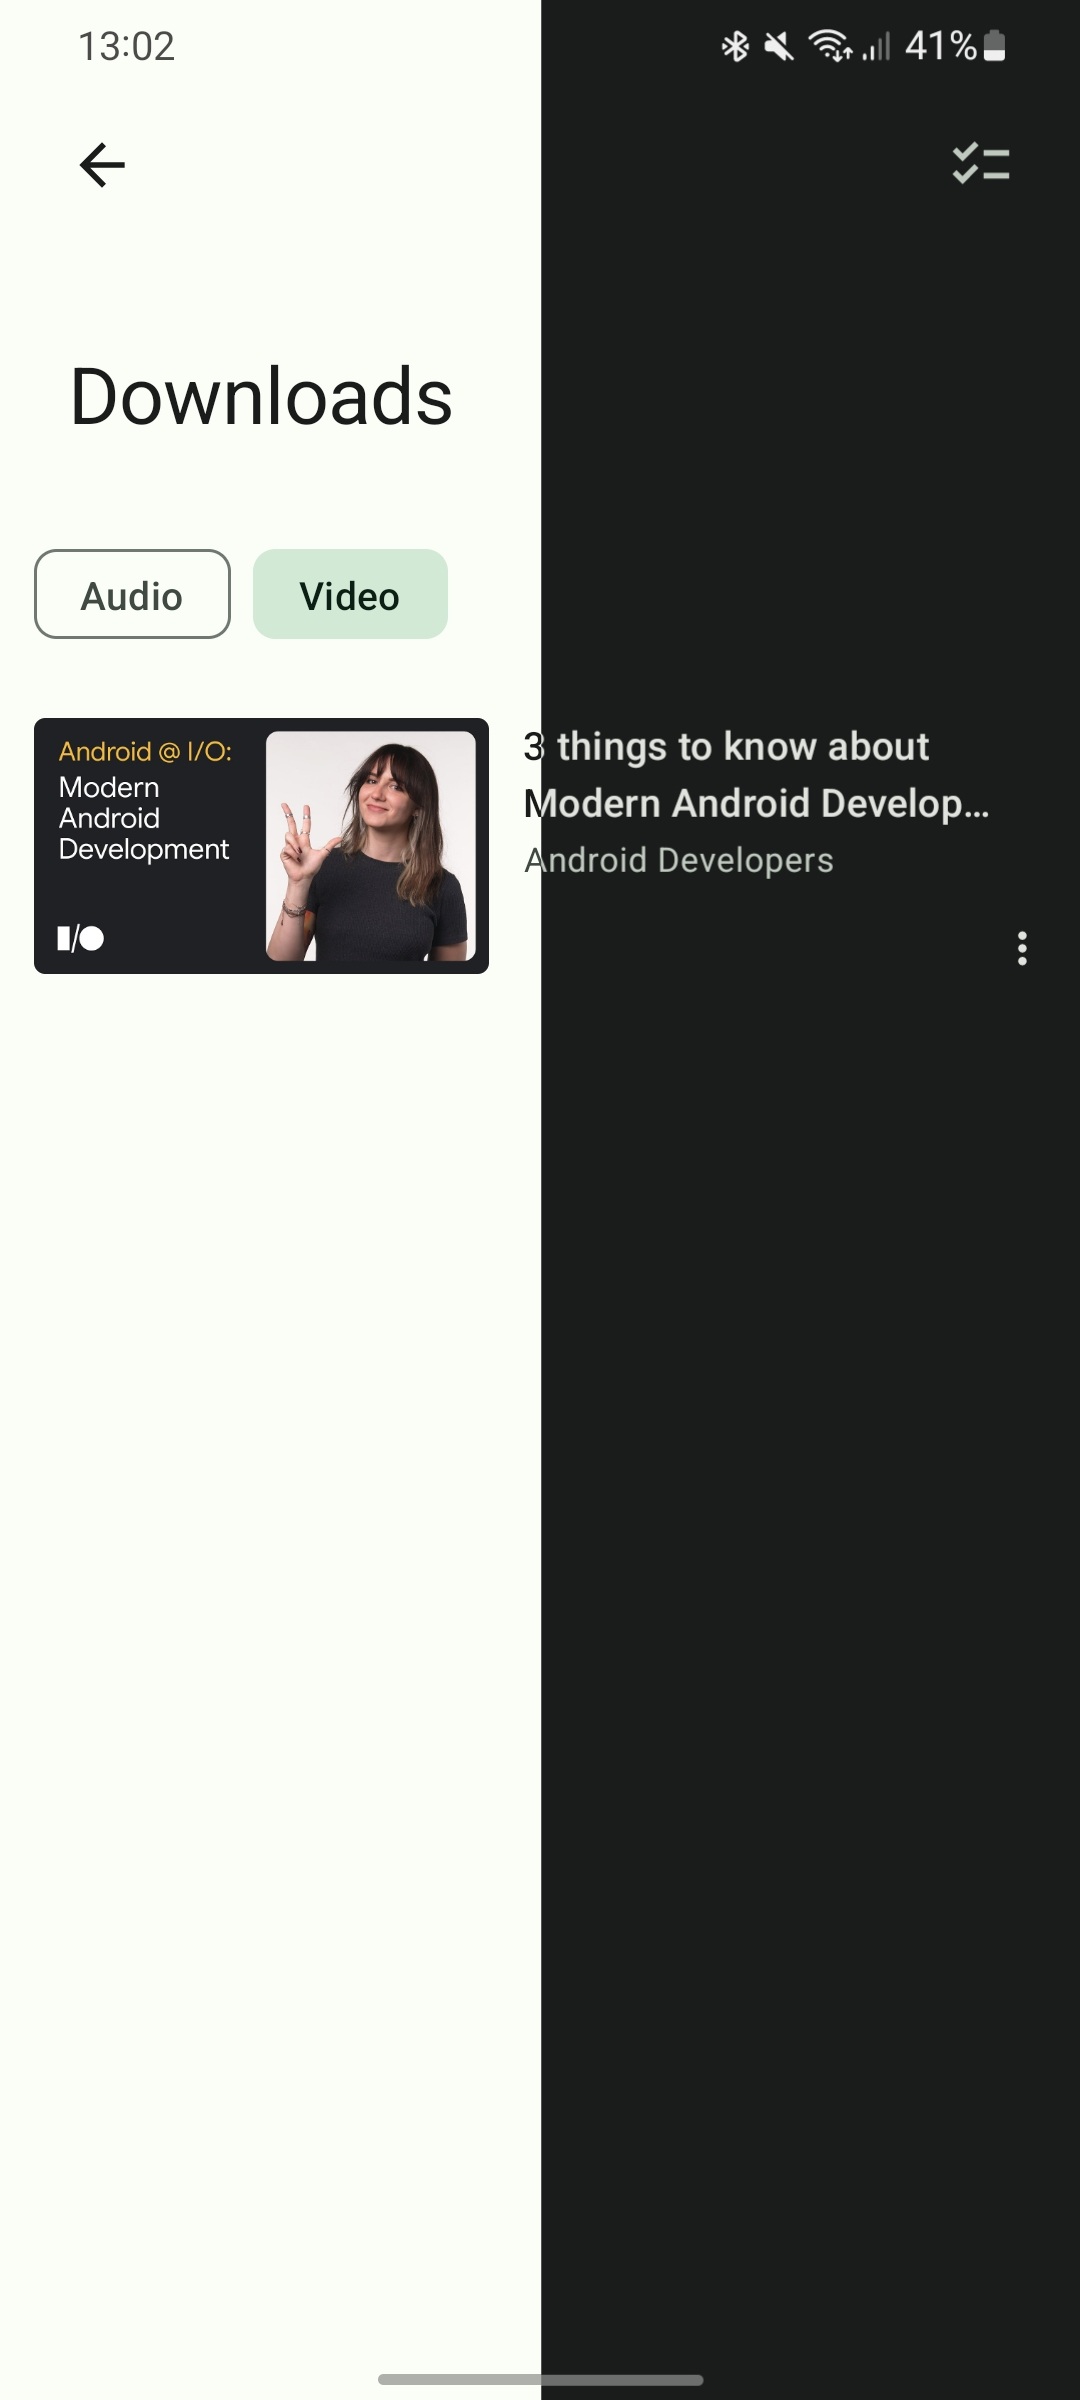 13:02
41%
Downloads
Audio
Video
Android @ I/O:
Modern
Android
Development
I/O
3 things to know about
Modern Android Develop...
Android Developers